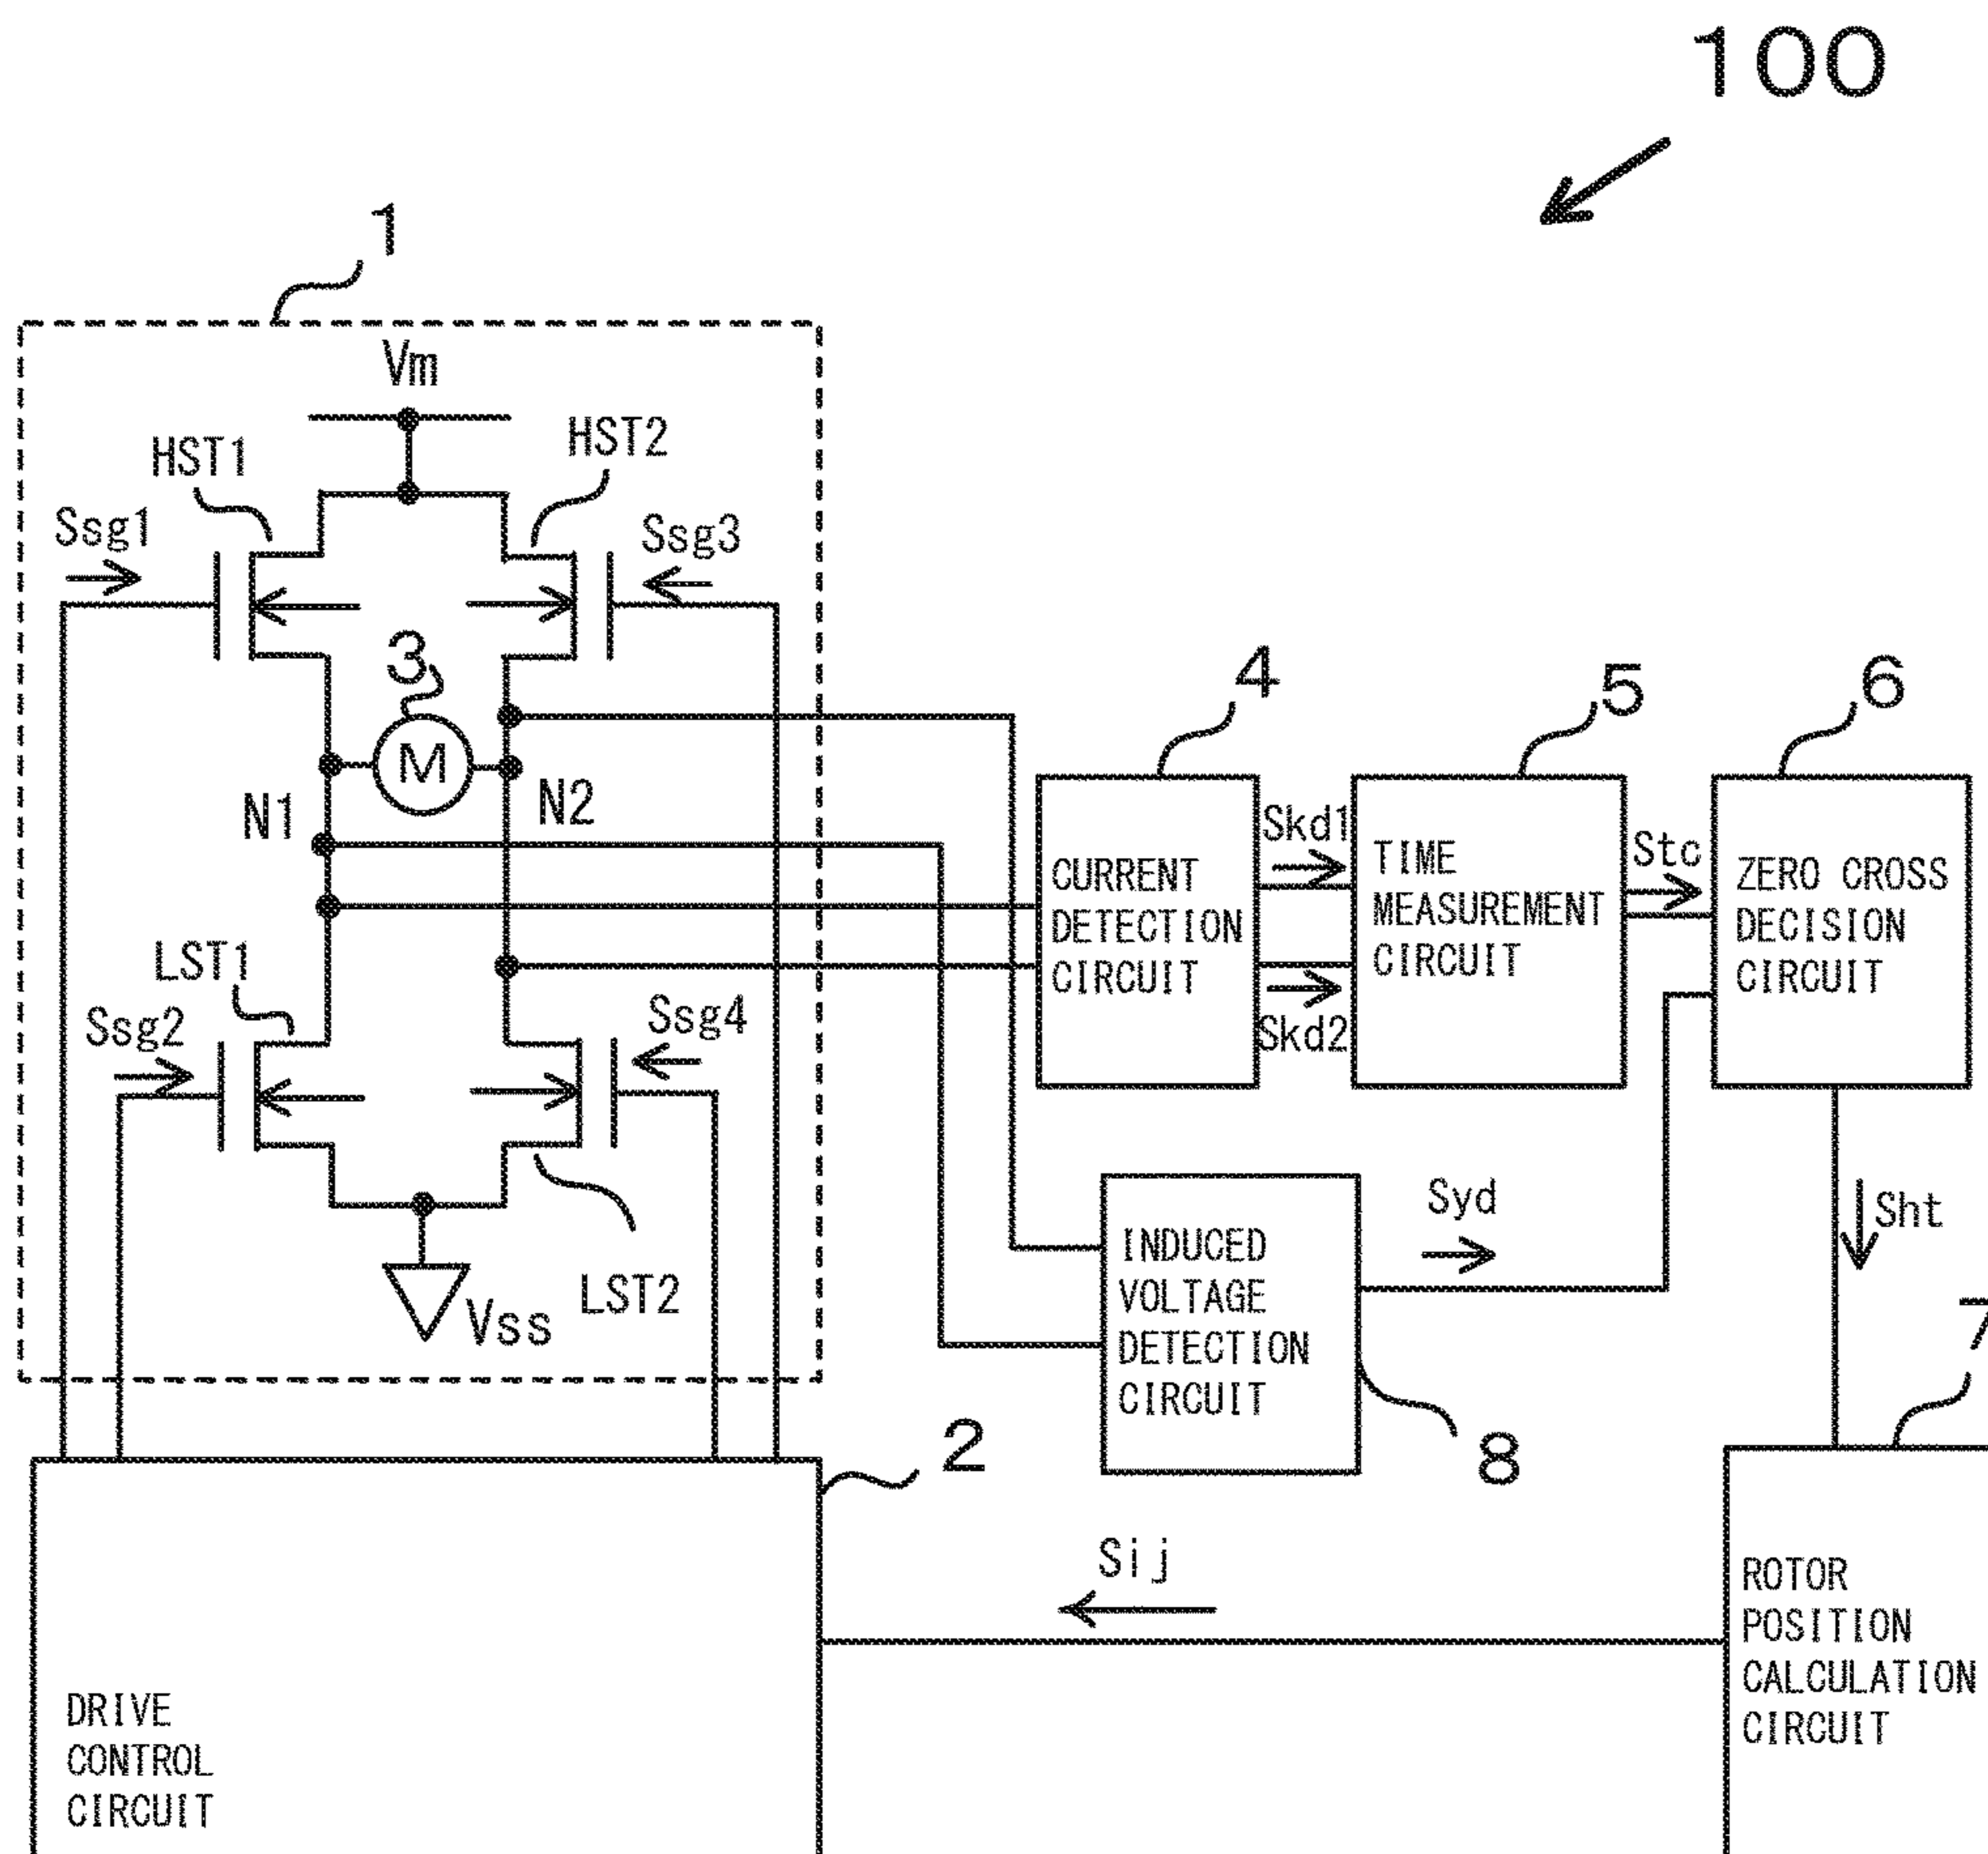 100
1
Vm
HST1
HST2
Ssg1
Ssg3
3
M
N1
N2
4
5
6
CURRENT
DETECTION
CIRCUIT
Skd1
Skd2
TIME
MEASUREMENT
CIRCUIT
Stc
ZERO CROSS
DECISION
CIRCUIT
LST1
Ssg2
Ssg4
LST2
Vss
INDUCED
VOLTAGE
DETECTION
CIRCUIT
Syd
Sht
8
7
2
Sij
DRIVE
CONTROL
CIRCUIT
ROTOR
POSITION
CALCULATION
CIRCUIT